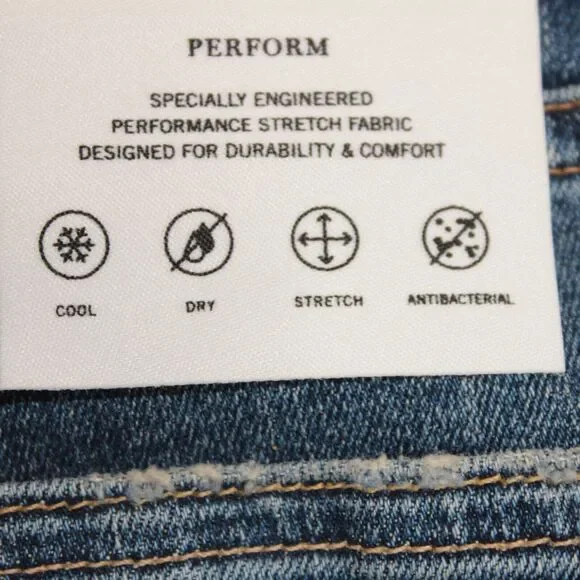 PERFORM
SPECIALLY ENGINEERED
PERFORMANCE STRETCH FABRIC
DESIGNED FOR DURABILITY & COMFORT
COOL
DRY
STRETCH
ANTIBACTERIAL